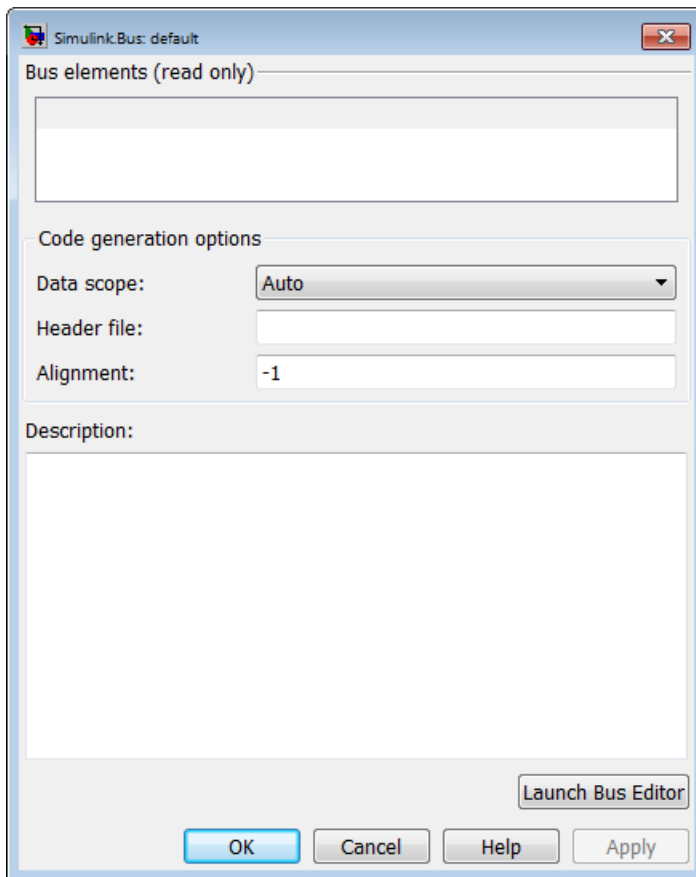 Simulink.Bus: default
Bus elements (read only)
Code generation options
Data scope: Auto
Header file:
Alignment: -1
Description:
Launch Bus Editor
OK Cancel Help Apply